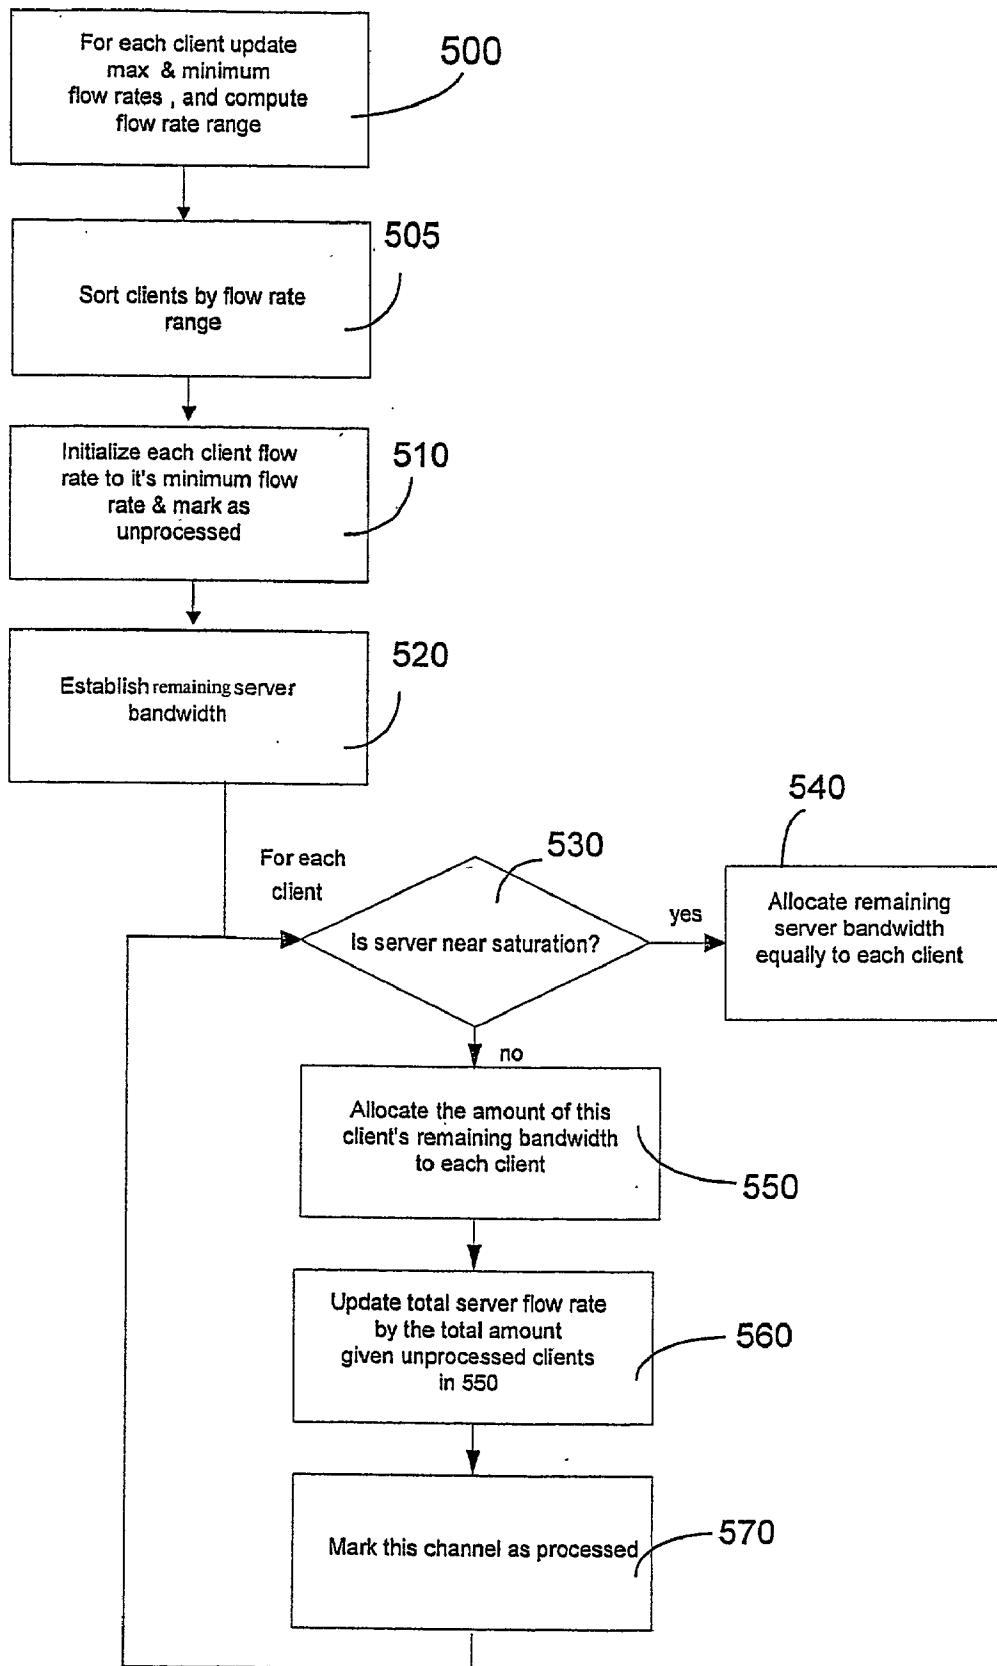 For each client update
max & minimum
flow rates , and compute
flow rate range
500
505
Sort clients by flow rate
range
Initialize each client flow
rate to it's minimum flow
rate & mark as
unprocessed
510
520
Establish remaining server
bandwidth
For each
client
530
Is server near saturation?
yes
540
Allocate remaining
server bandwidth
equally to each client
no
Allocate the amount of this
client's remaining bandwidth
to each client
550
Update total server flow rate
by the total amount
given unprocessed clients
in 550
560
Mark this channel as processed
570